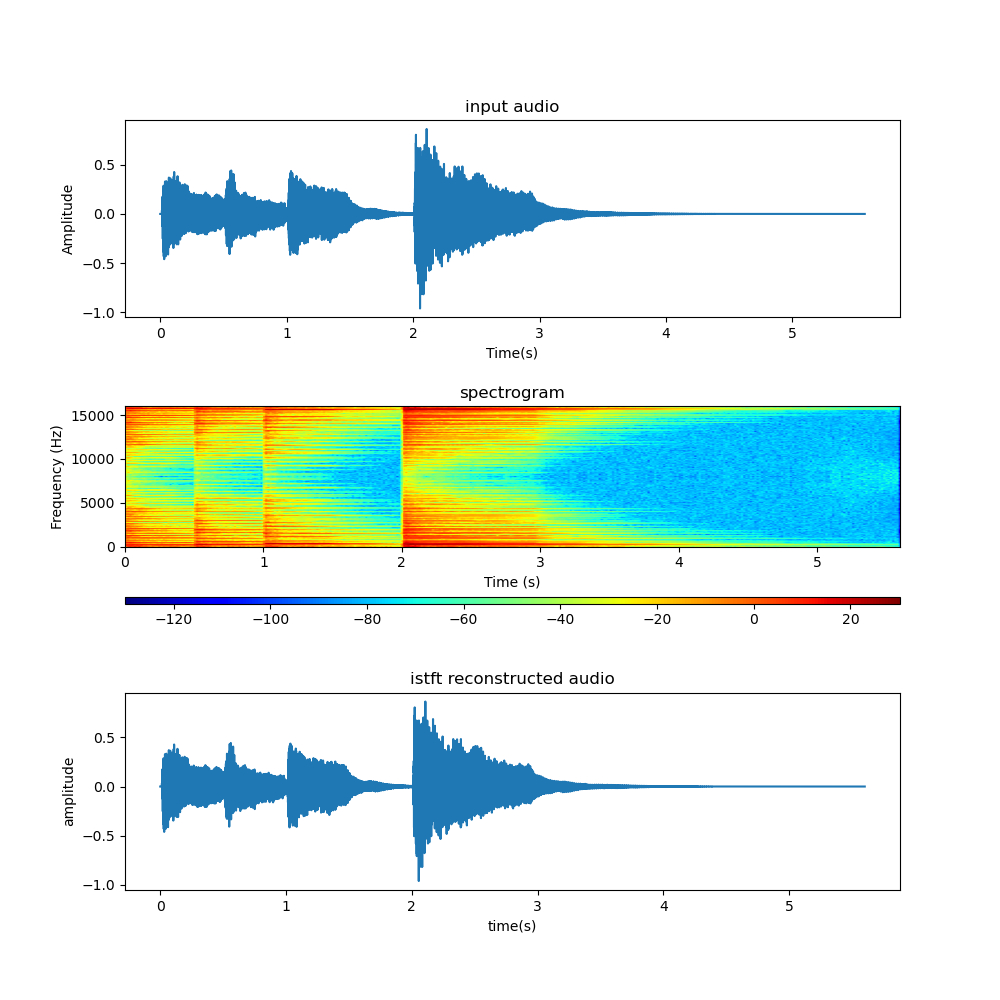 input audio
Amplitude
0.5
0.0
−0.5
−1.0
0 1 2 3 4 5
Time(s)
spectrogram
Frequency (Hz)
15000
10000
5000
0
0 1 2 3 4 5
Time (s)
−120 −100 −80 −60 −40 −20 0 20
istft reconstructed audio
amplitude
0.5
0.0
−0.5
−1.0
0 1 2 3 4 5
time(s)